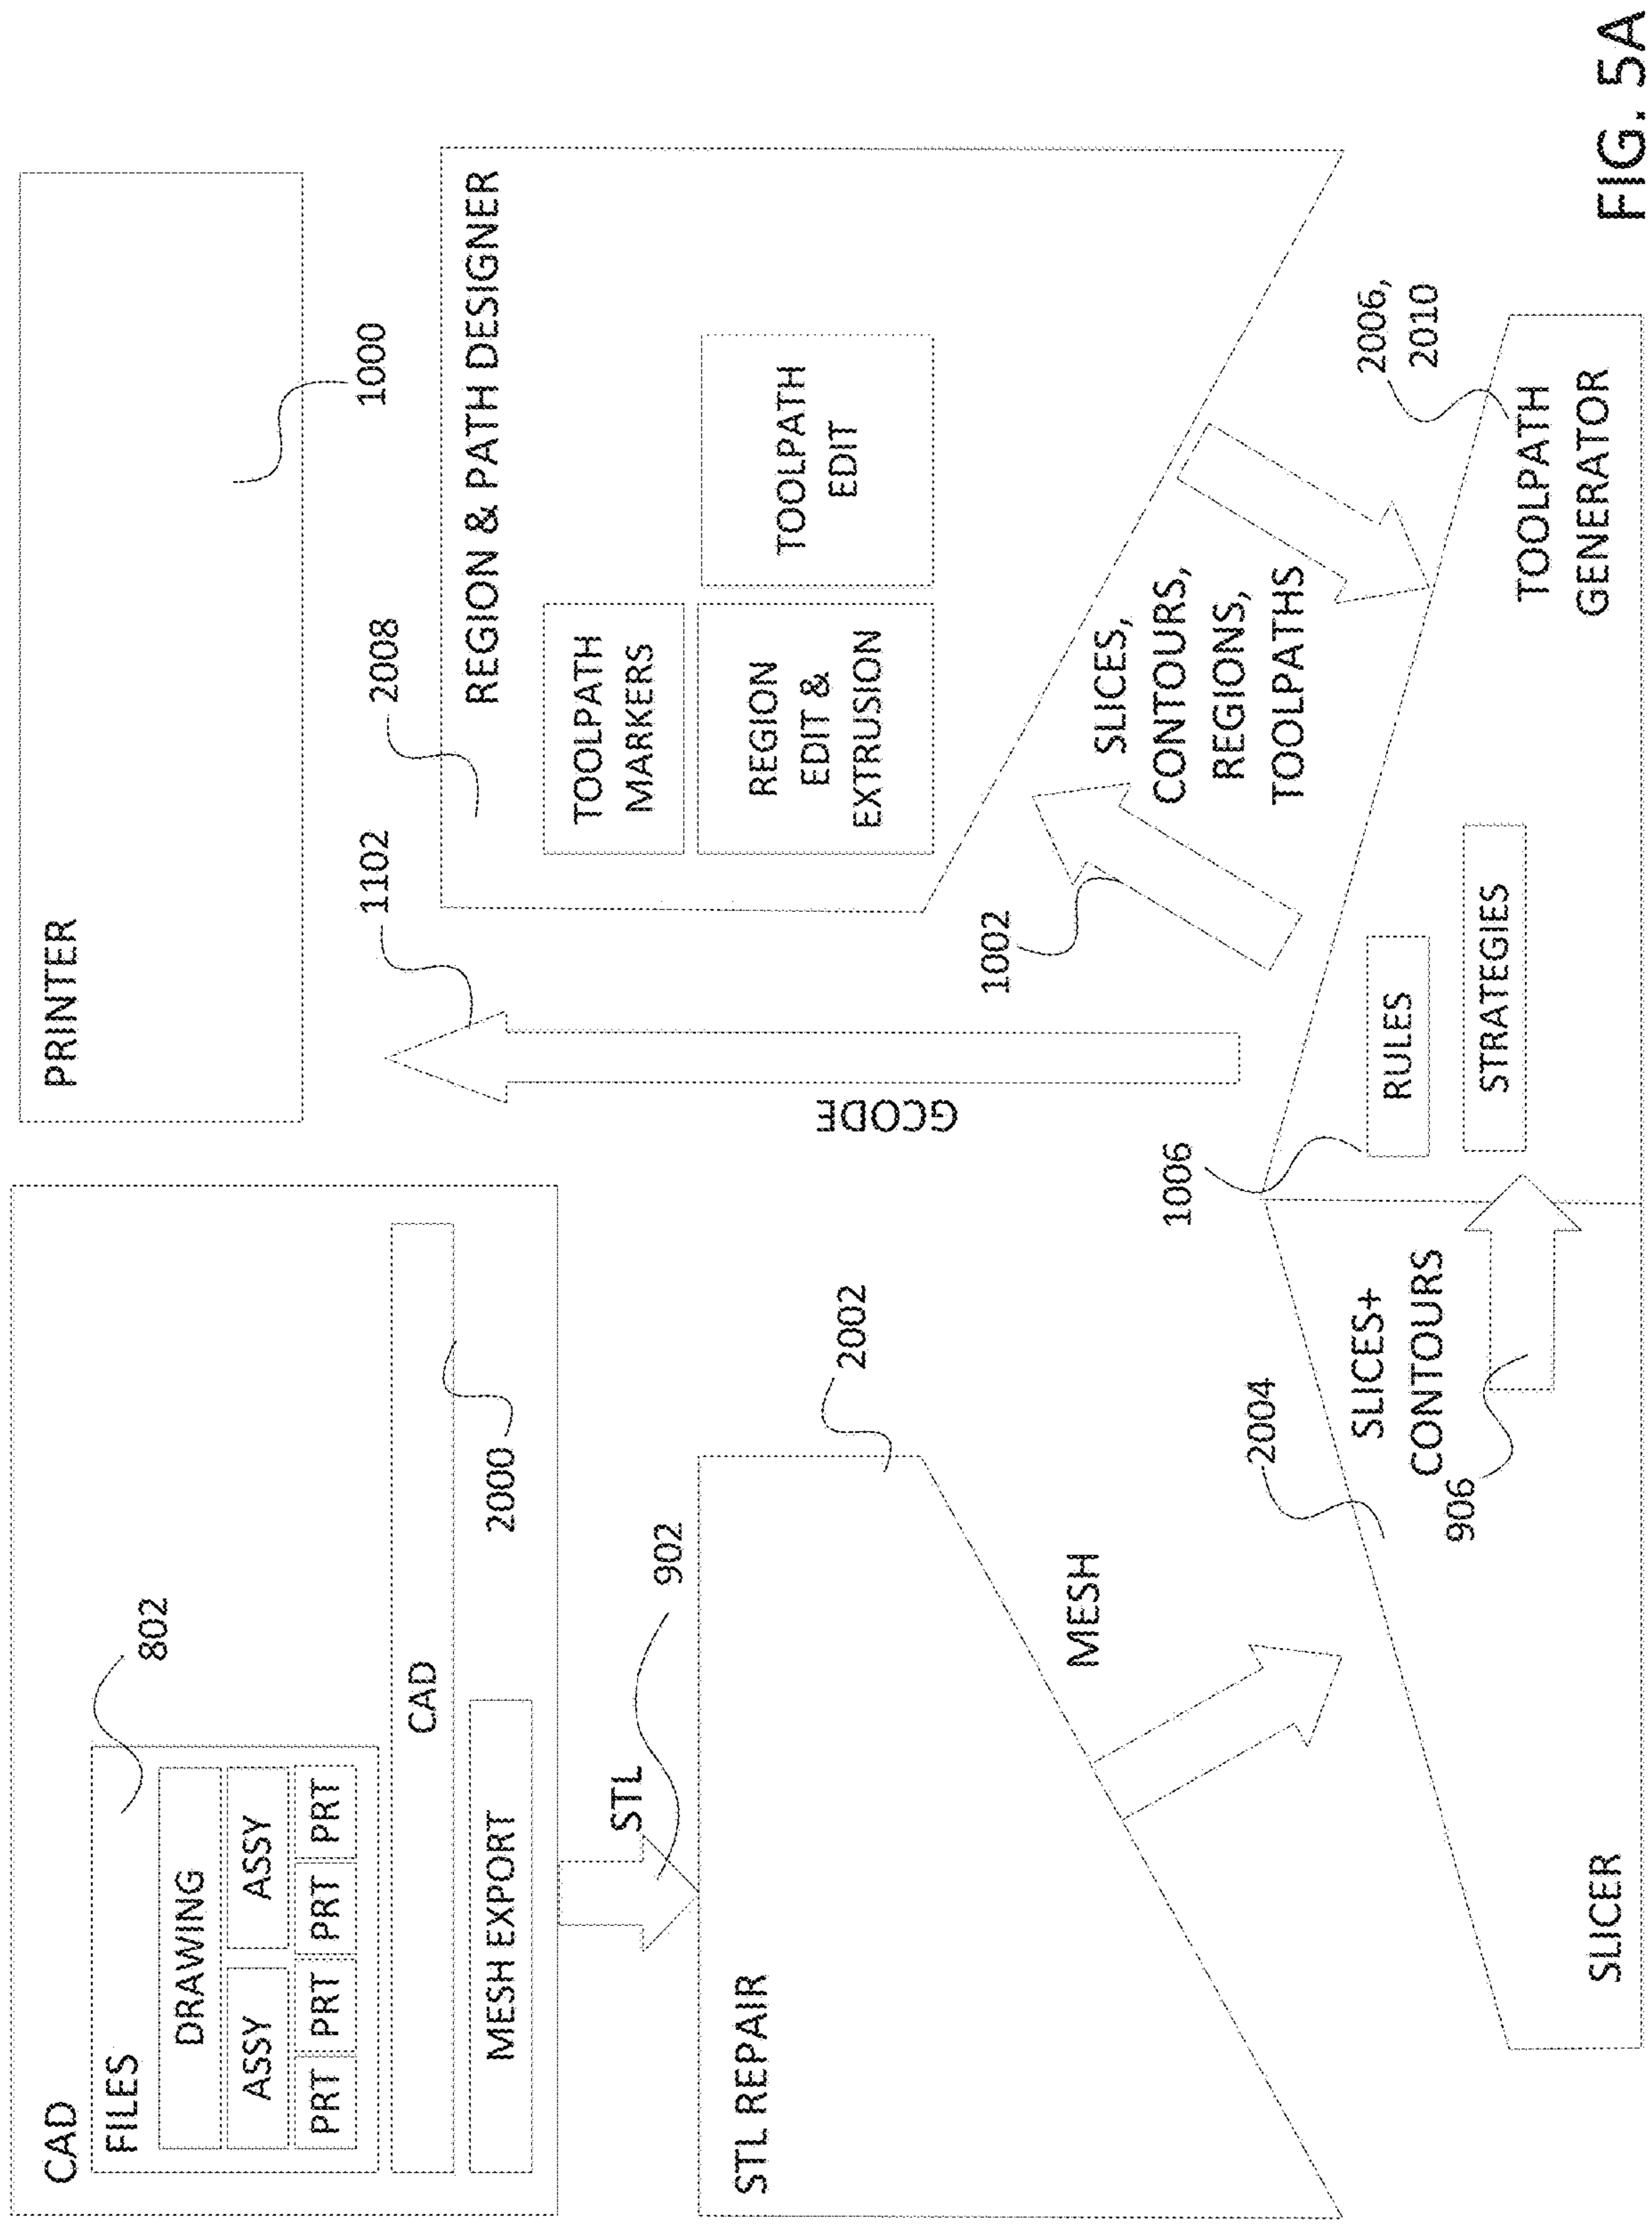 CAD
FILES
802
DRAWING
ASSY ASSY
PRT PRT PRT PRT
CAD
MESH EXPORT
2000
STL
902
STL REPAIR
2002
MESH
2004
SLICES+
CONTOURS
906
SLICER
PRINTER
1000
1102
GCODE
2008
REGION & PATH DESIGNER
TOOLPATH
MARKERS
REGION
EDIT &
EXTRUSION
TOOLPATH
EDIT
1002
SLICES,
CONTOURS,
REGIONS,
TOOLPATHS
2006,
2010
1006
RULES
STRATEGIES
TOOLPATH
GENERATOR
FIG. 5A